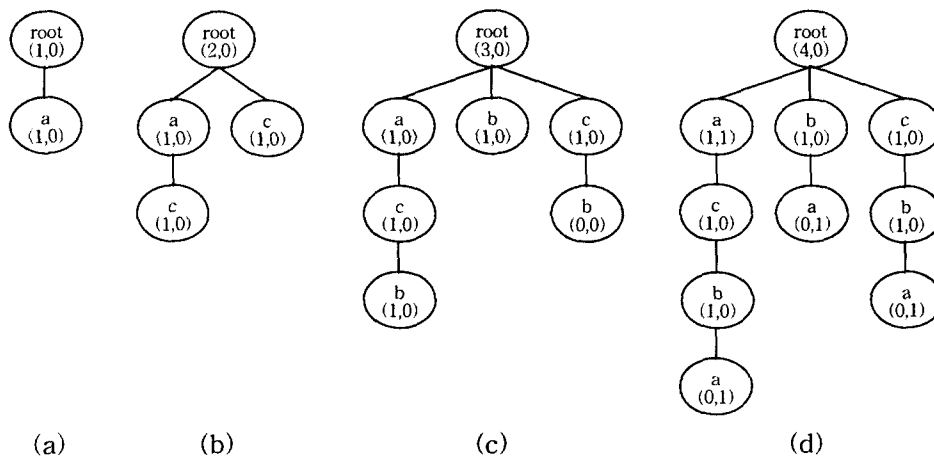 root
(1,0)
a
(1,0)
(a)
root
(2,0)
a
(1,0)
c
(1,0)
c
(1,0)
(b)
root
(3,0)
a
(1,0)
b
(1,0)
c
(1,0)
c
(1,0)
b
(0,0)
b
(1,0)
(c)
root
(4,0)
a
(1,1)
b
(1,0)
c
(1,0)
c
(1,0)
a
(0,1)
b
(1,0)
b
(1,0)
a
(0,1)
a
(0,1)
(d)